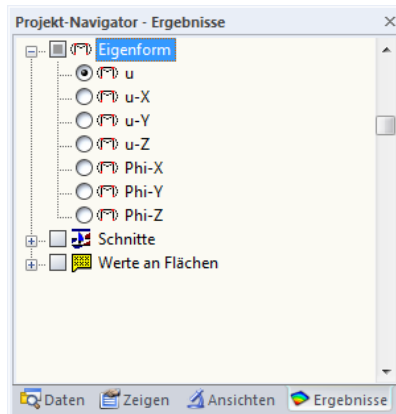 Projekt-Navigator - Ergebnisse
Eigenform
u
u-X
u-Y
u-Z
Phi-X
Phi-Y
Phi-Z
Schnitte
Werte an Flächen
Daten Zeigen Ansichten Ergebnisse